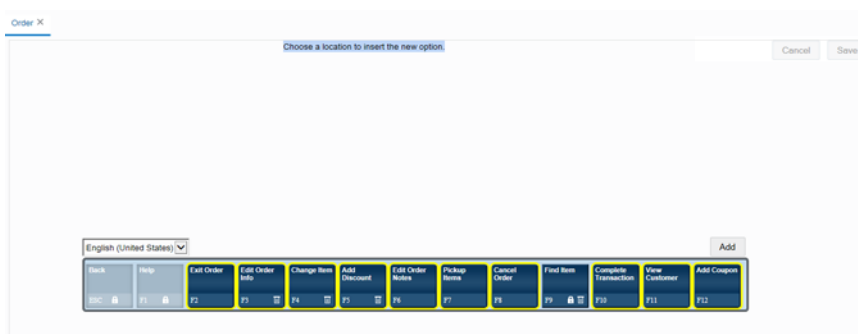 Order ×
Choose a location to insert the new option.
Cancel Save
English (United States)
Add
Back Help Exit Order Edit Order Info Change Item Add Discount Edit Order Notes Pickup Items Cancel Order Find Item Complete Transaction View Customer Add Coupon
ESC F1 F2 F3 F4 F5 F6 F7 F8 F9 F10 F11 F12